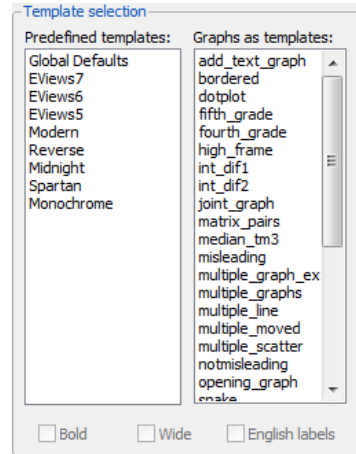 Template selection
Predefined templates:
Global Defaults
EViews7
EViews6
EViews5
Modern
Reverse
Midnight
Spartan
Monochrome
Graphs as templates:
add_text_graph
bordered
dotplot
fifth_grade
fourth_grade
high_frame
int_dif1
int_dif2
joint_graph
matrix_pairs
median_tm3
misleading
multiple_graph_ex
multiple_graphs
multiple_line
multiple_moved
multiple_scatter
notmisleading
opening_graph
snake
Bold
Wide
English labels